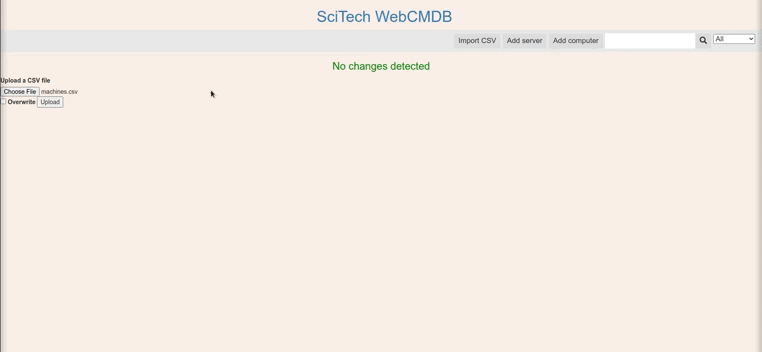 SciTech WebCMDB
Import CSV Add server Add computer All
No changes detected
Upload a CSV file
Choose File machines.csv
Overwrite Upload